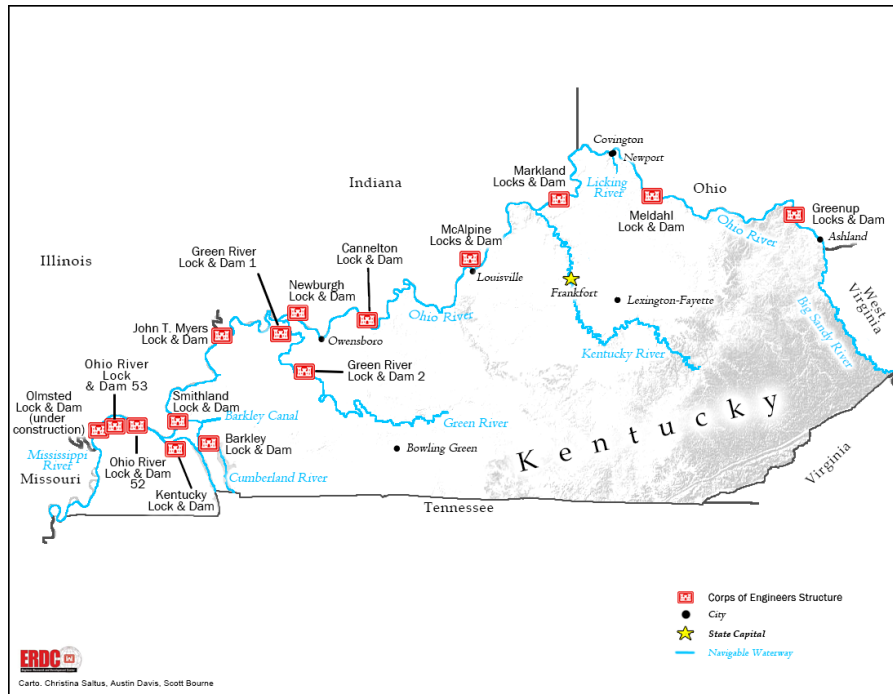 Covington
Newport
Markland
Locks & Dam
Licking
River
Ohio
Indiana
Meldahl
Lock & Dam
Ohio River
Greenup
Locks & Dam
Ashland
McAlpine
Locks & Dam
Louisville
Green River
Lock & Dam 1
Cannelton
Lock & Dam
Illinois
Newburgh
Lock & Dam
Frankfort
Lexington-Fayette
West
Virginia
Big Sandy River
Ohio River
John T. Myers
Lock & Dam
Owensboro
Kentucky River
Ohio River
Lock
& Dam 53
Green River
Lock & Dam 2
Olmsted
Lock & Dam
(under
construction)
Smithland
Lock & Dam
Barkley Canal
Green River
Kentucky
Mississippi
River
Barkley
Lock & Dam
Bowling Green
Ohio River
Lock & Dam
52
Missouri
Cumberland River
Kentucky
Lock & Dam
Virginia
Tennessee
Corps of Engineers Structure
City
State Capital
Navigable Waterway
ERDC
Carto. Christina Saltus, Austin Davis, Scott Bourne